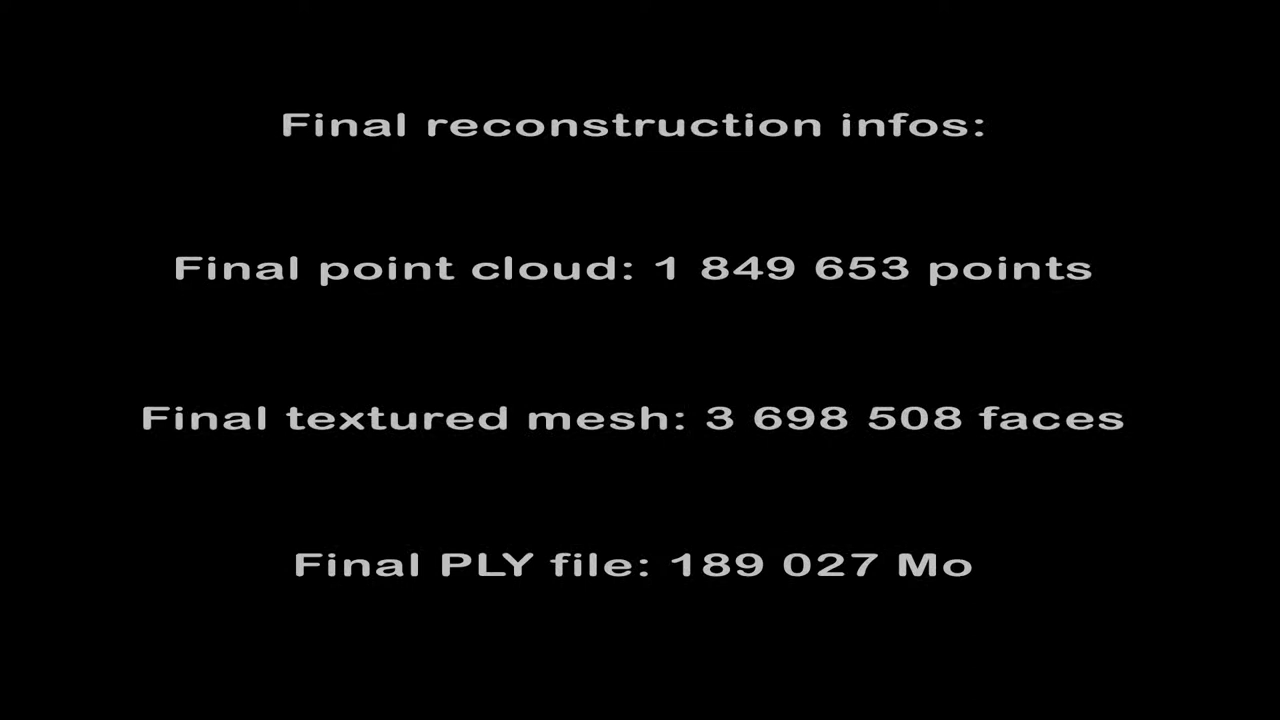 Final reconstruction infos:
Final point cloud: 1 849 653 points
Final textured mesh: 3 698 508 faces
Final PLY file: 189 027 Mo